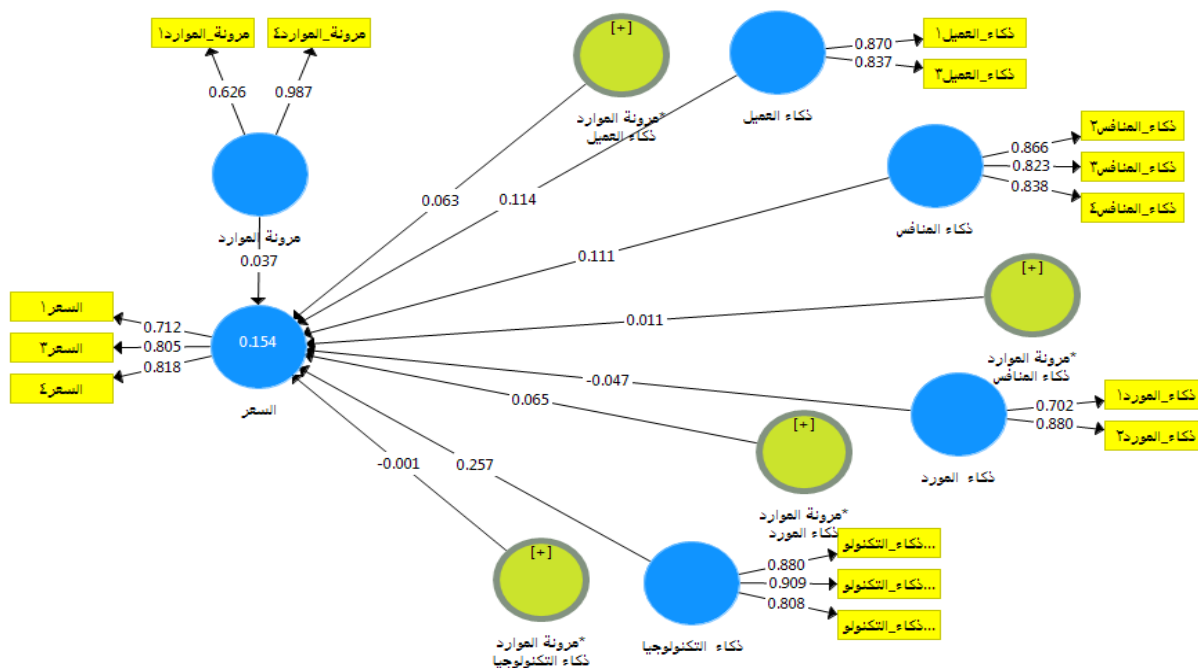 مرونة_الموارد١
مرونة_الموارد٤
0.626
0.987
مرونة الموارد
0.037
[+]
*مرونة الموارد
ذكاء العميل
0.063
ذكاء_العميل١
ذكاء_العميل٣
0.870
0.837
ذكاء العميل
0.114
ذكاء_المنافس٢
ذكاء_المنافس٣
ذكاء_المنافس٤
0.866
0.823
0.838
ذكاء المنافس
0.111
[+]
*مرونة الموارد
ذكاء المنافس
0.011
السعر١
السعر٣
السعر٤
0.712
0.805
0.818
0.154
السعر
ذكاء_المورد١
ذكاء_المورد٢
0.702
0.880
ذكاء المورد
-0.047
[+]
*مرونة الموارد
ذكاء المورد
0.065
ذكاء_التكنولو...
ذكاء_التكنولو...
ذكاء_التكنولو...
0.880
0.909
0.808
ذكاء التكنولوجيا
0.257
[+]
*مرونة الموارد
ذكاء التكنولوجيا
-0.001